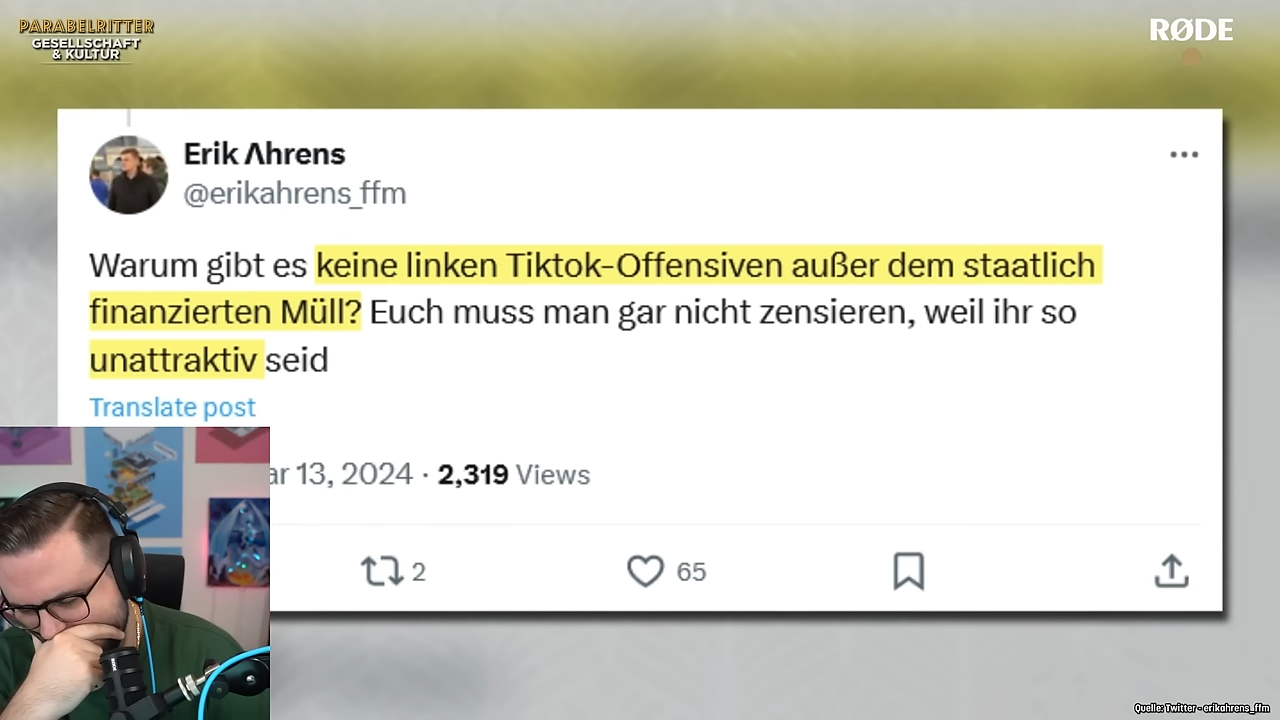 PARABELRITTER
GESELLSCHAFT
& KULTUR
RØDE
Erik Λhrens
@erikahrens_ffm
Warum gibt es keine linken Tiktok-Offensiven außer dem staatlich
finanzierten Müll? Euch muss man gar nicht zensieren, weil ihr so
unattraktiv seid
Translate post
ar 13, 2024 · 2,319 Views
2
65
Quelle: Twitter - erikahrens_ffm